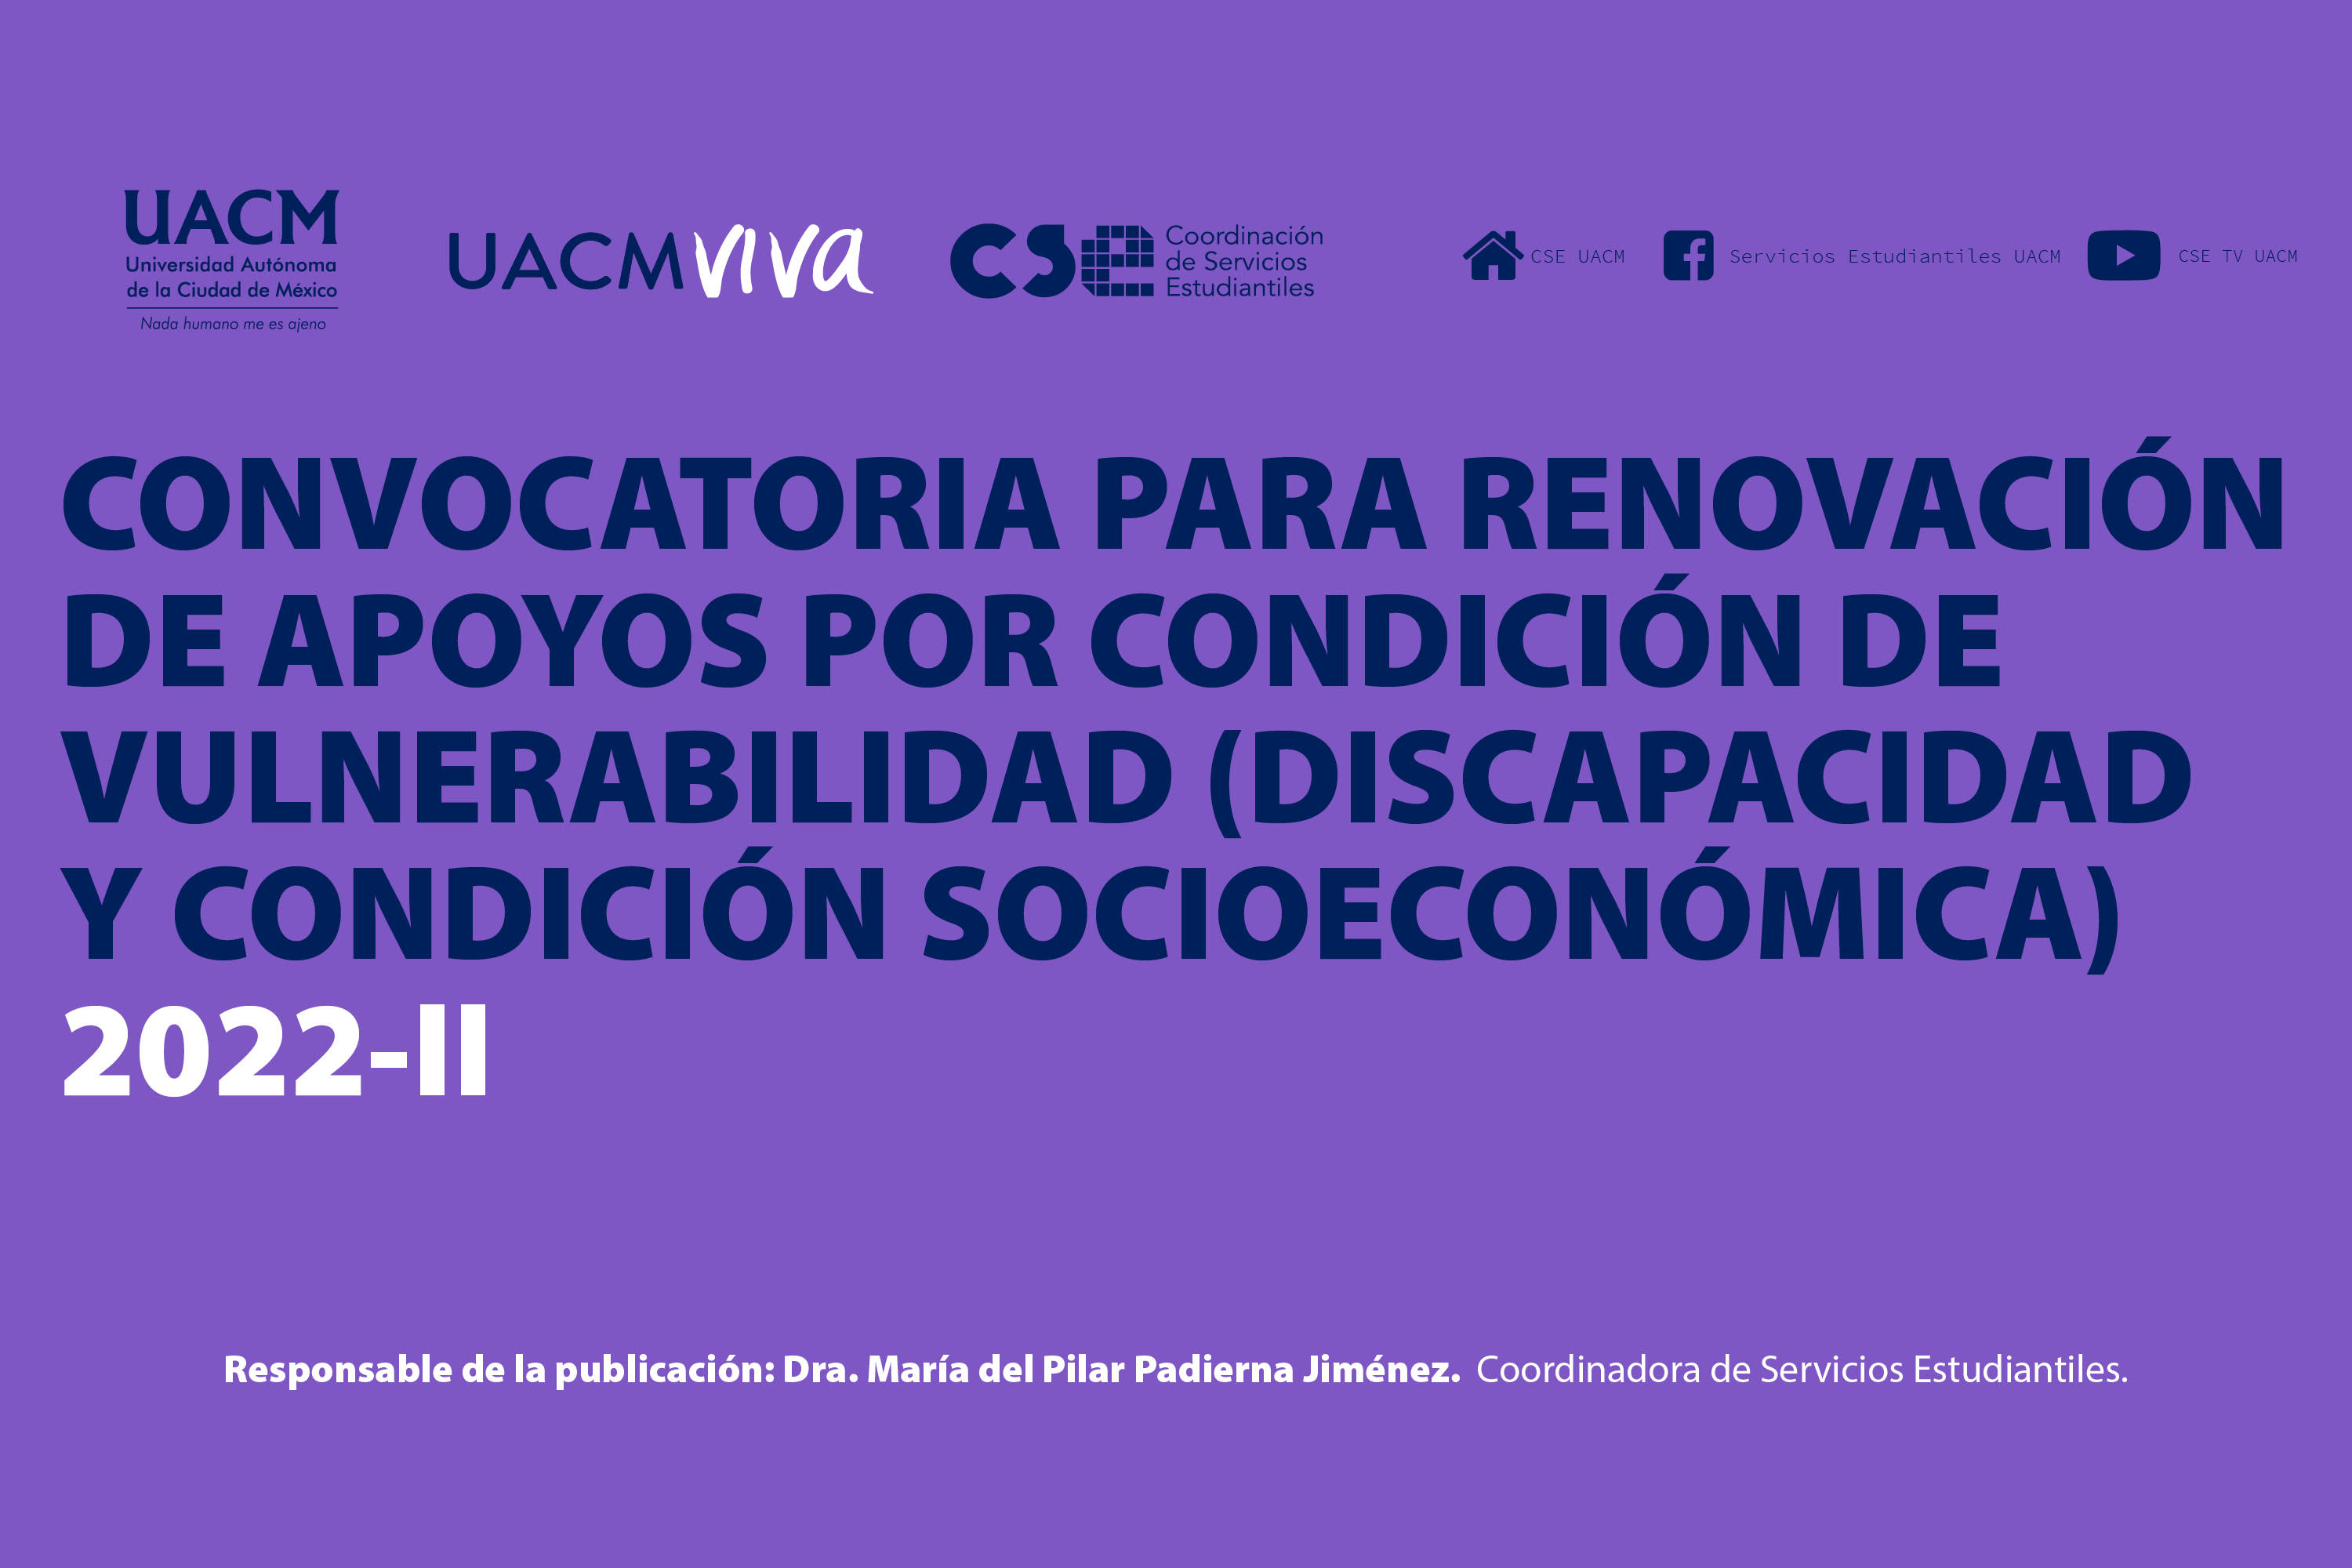 UACM
Universidad Autónoma
de la Ciudad de México
Nada humano me es ajeno
UACM viva
cse
Coordinación
de Servicios
Estudiantiles
CSE UACM
Servicios Estudiantiles UACM
CSE TV UACM
CONVOCATORIA PARA RENOVACIÓN
DE APOYOS POR CONDICIÓN DE
VULNERABILIDAD (DISCAPACIDAD
Y CONDICIÓN SOCIOECONÓMICA)
2022-II
Responsable de la publicación: Dra. María del Pilar Padierna Jiménez. Coordinadora de Servicios Estudiantiles.